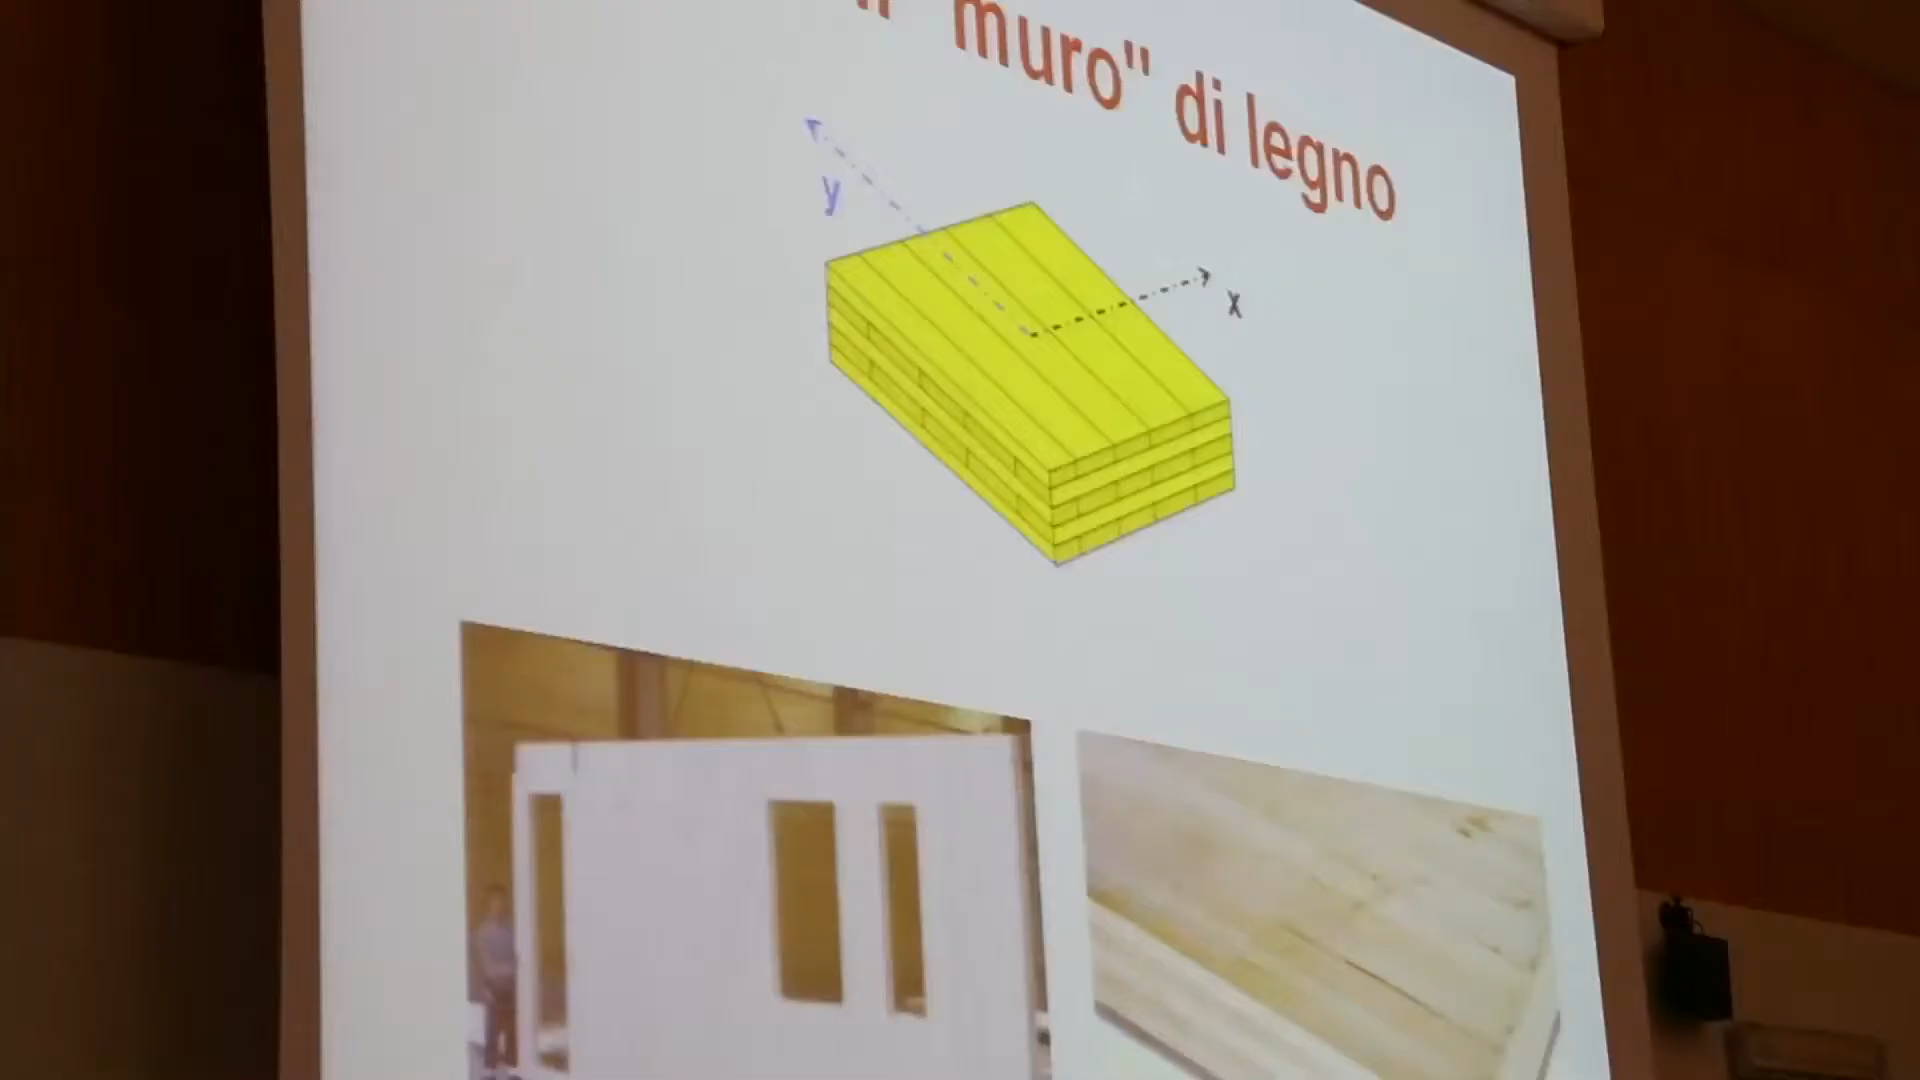 "muro" di legno
y
x